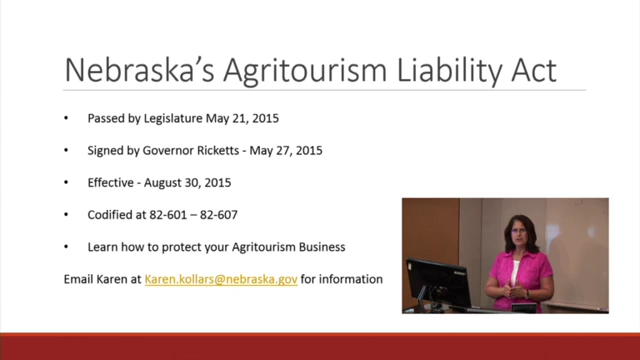 Nebraska's Agritourism Liability Act
• Passed by Legislature May 21, 2015
• Signed by Governor Ricketts - May 27, 2015
• Effective - August 30, 2015
• Codified at 82-601 – 82-607
• Learn how to protect your Agritourism Business
Email Karen at Karen.kollars@nebraska.gov for information